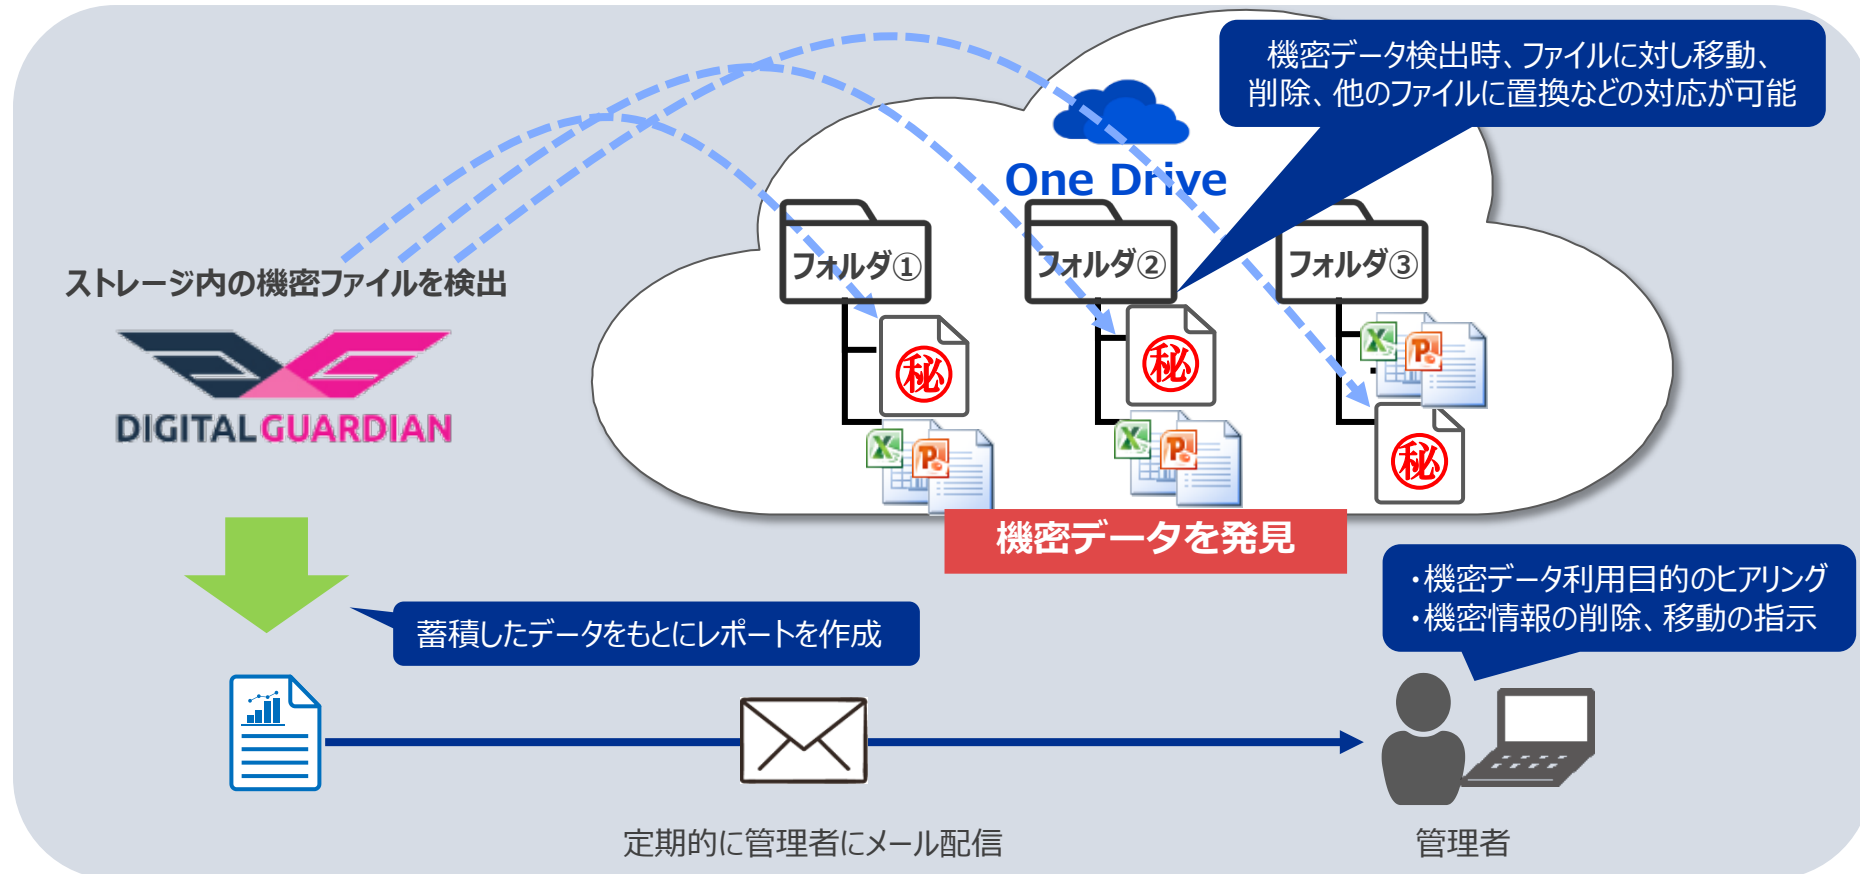 機密データ検出時、ファイルに対し移動、
削除、他のファイルに置換などの対応が可能
One Drive
フォルダ①
フォルダ②
フォルダ③
ストレージ内の機密ファイルを検出
DIGITAL GUARDIAN
秘
秘
秘
機密データを発見
・機密データ利用目的のヒアリング
・機密情報の削除、移動の指示
蓄積したデータをもとにレポートを作成
定期的に管理者にメール配信
管理者